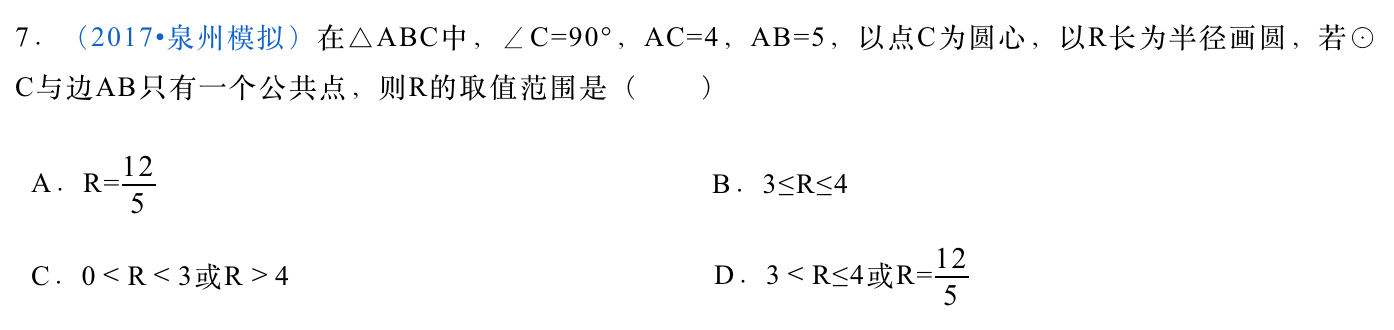 7. （2017•泉州模拟）在△ABC中，∠C=90°，AC=4，AB=5，以点C为圆心，以R长为半径画圆，若⊙
C与边AB只有一个公共点，则R的取值范围是（　　）
A. R=12/5
B. 3≤R≤4
C. 0＜R＜3或R＞4
D. 3＜R≤4或R=12/5